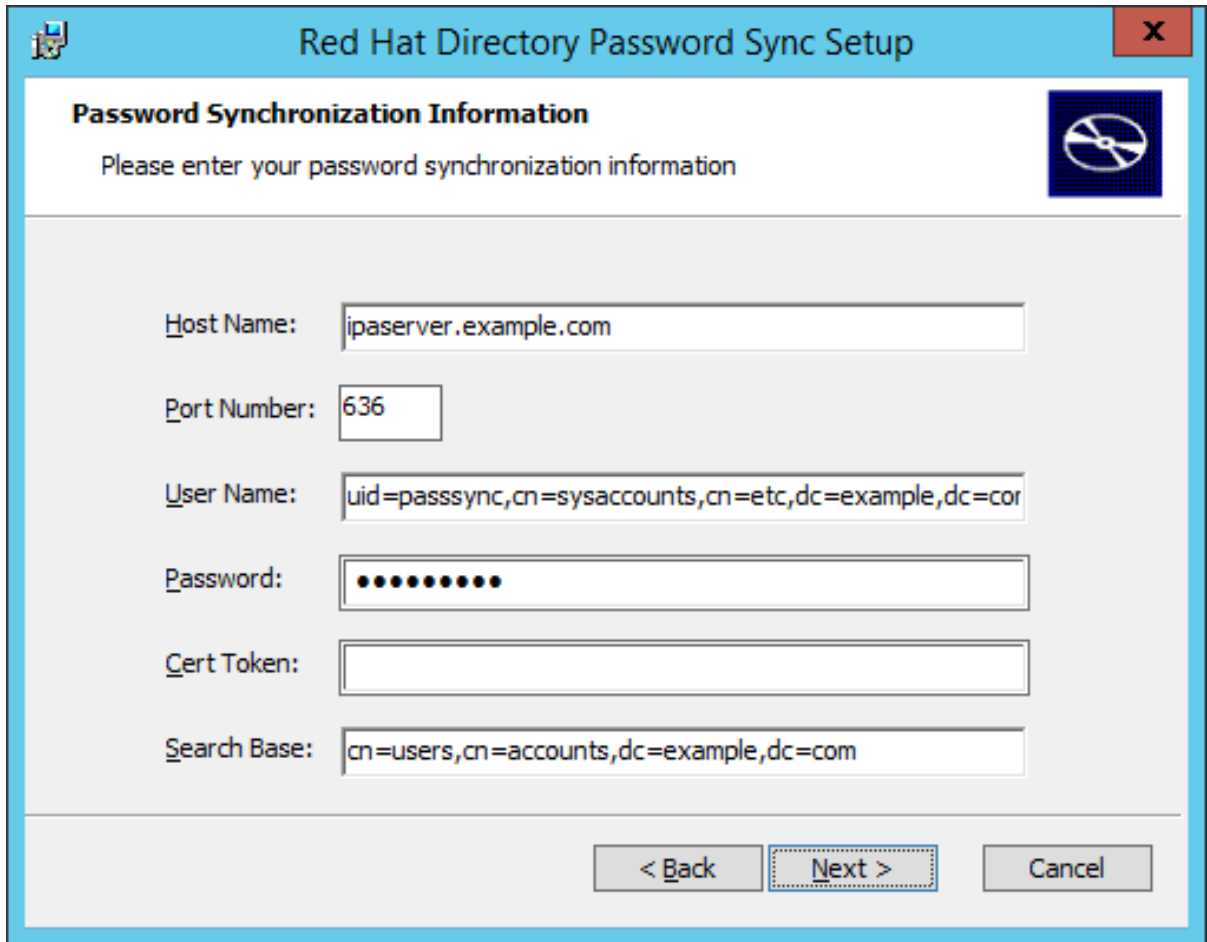 Red Hat Directory Password Sync Setup
x
Password Synchronization Information
Please enter your password synchronization information
Host Name: ipaserver.example.com
Port Number: 636
User Name: uid=passsync,cn=sysaccounts,cn=etc,dc=example,dc=com
Password: •••••••••
Cert Token:
Search Base: cn=users,cn=accounts,dc=example,dc=com
< Back Next > Cancel